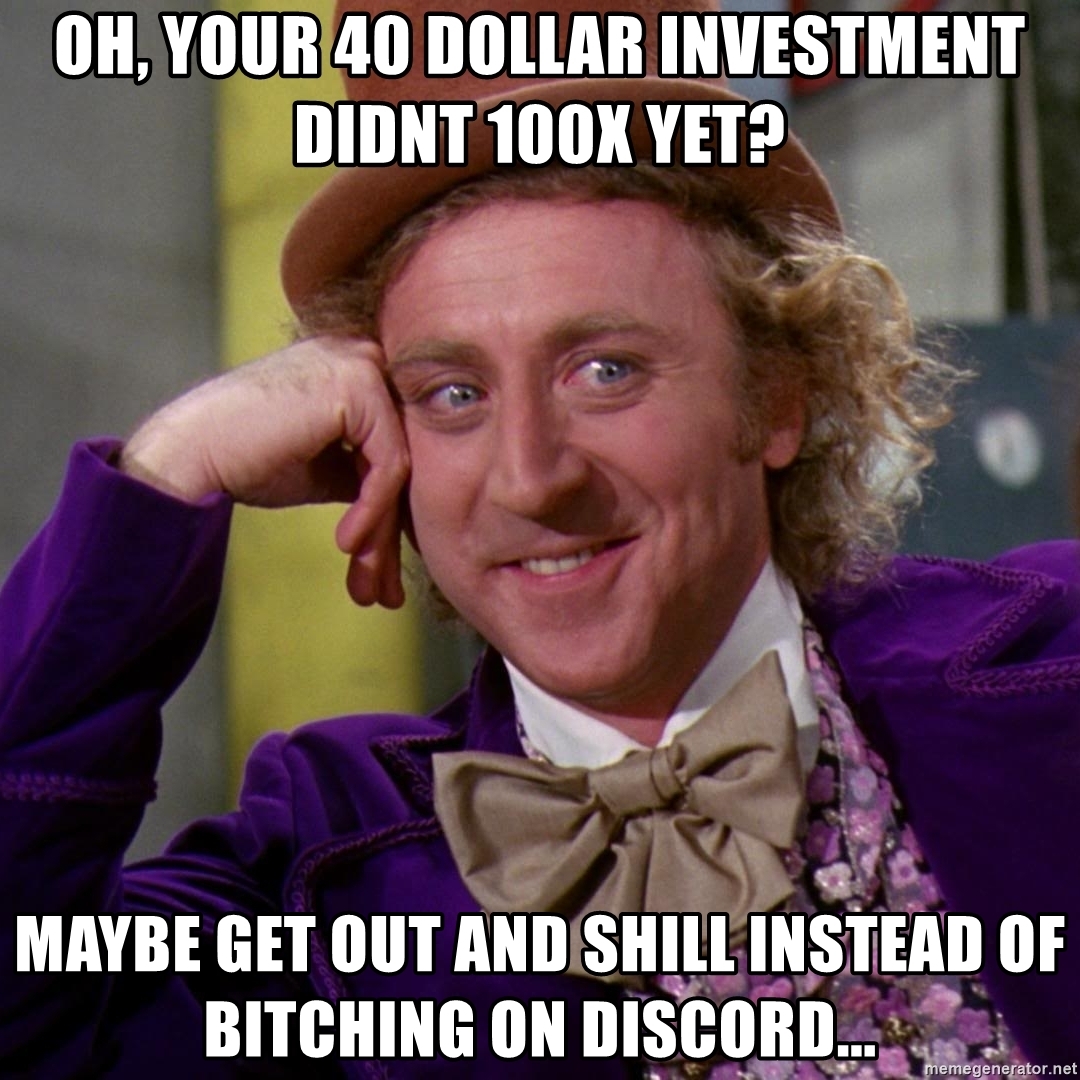 OH, YOUR 40 DOLLAR INVESTMENT
DIDNT 100X YET?
MAYBE GET OUT AND SHILL INSTEAD OF
BITCHING ON DISCORD...
memegenerator.net